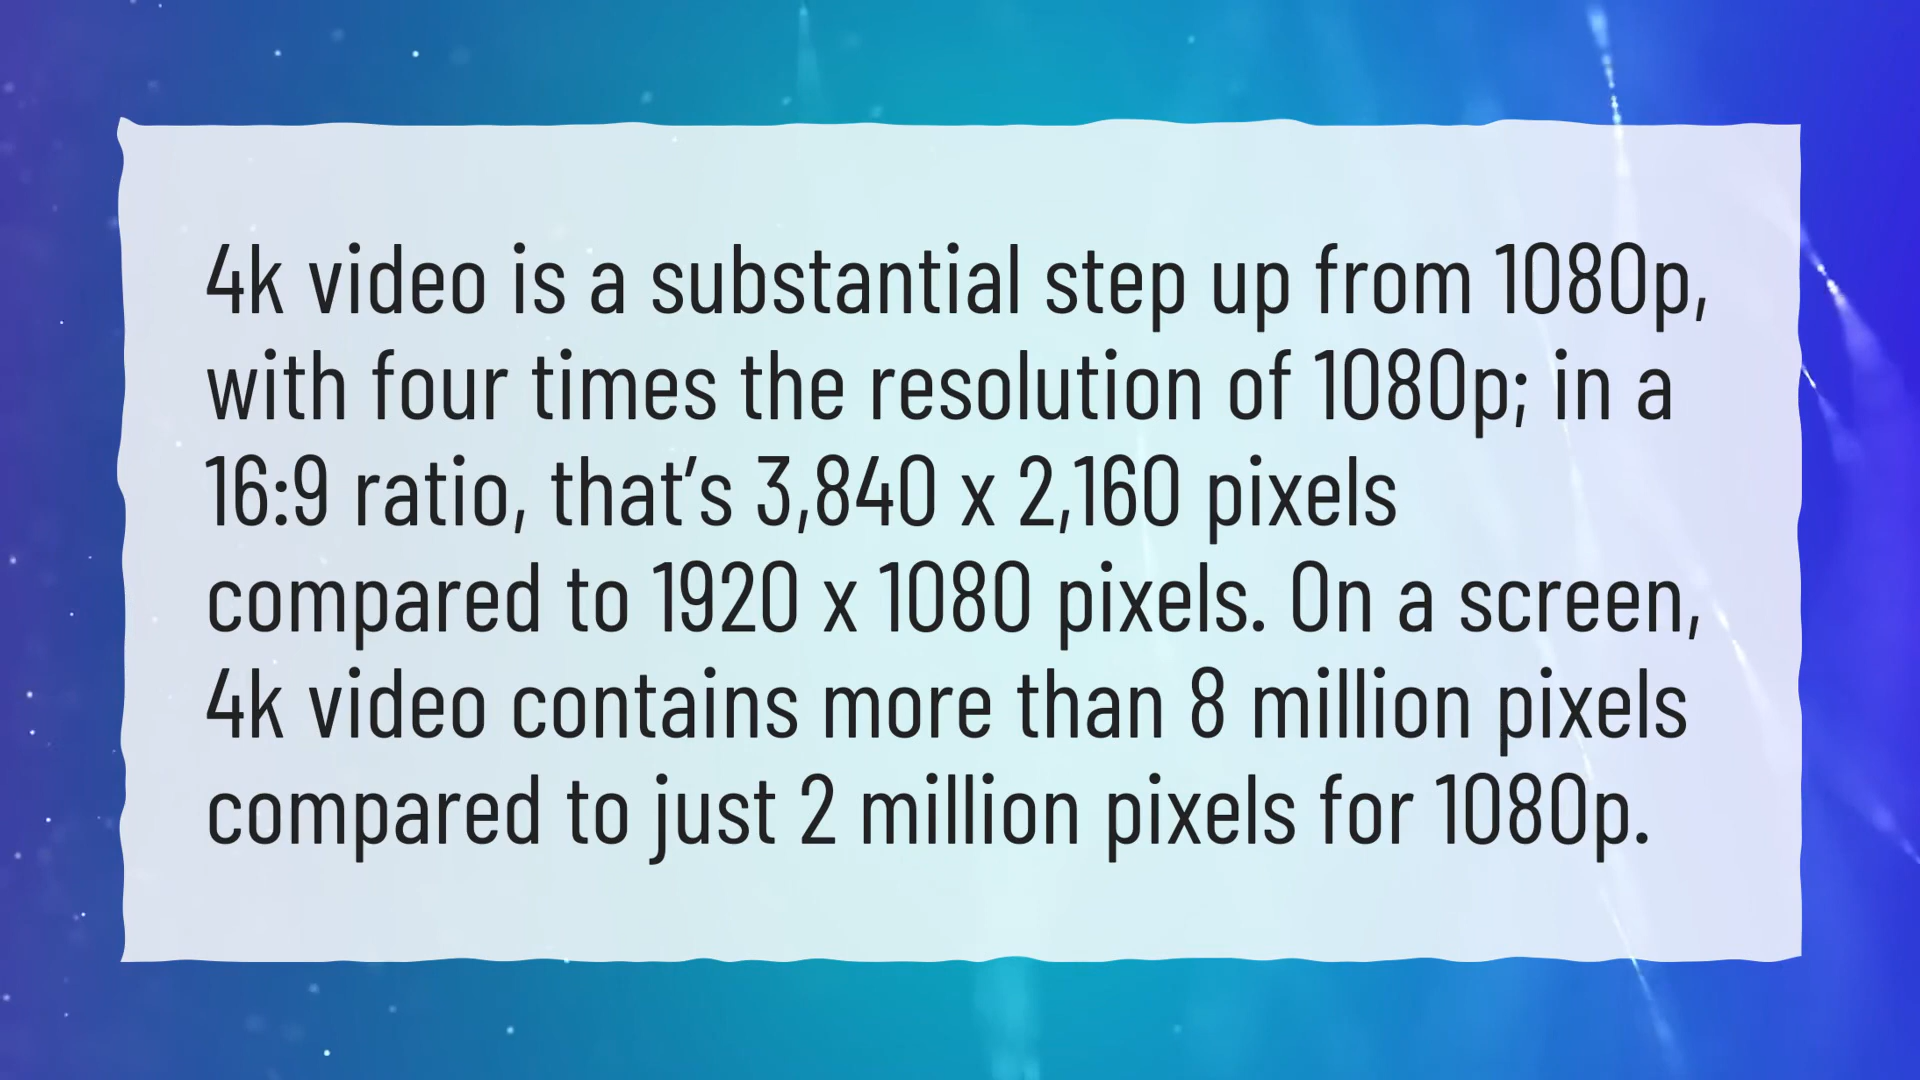 4k video is a substantial step up from 1080p,
with four times the resolution of 1080p; in a
16:9 ratio, that’s 3,840 x 2,160 pixels
compared to 1920 x 1080 pixels. On a screen,
4k video contains more than 8 million pixels
compared to just 2 million pixels for 1080p.